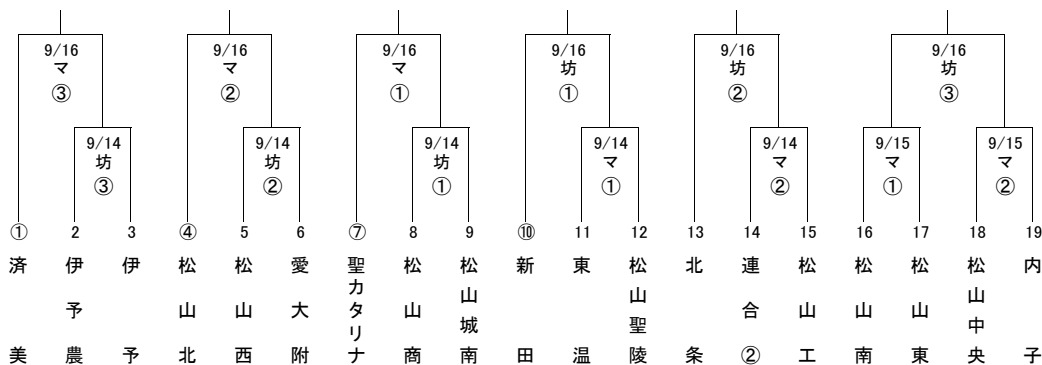 9/16 9/16 9/16 9/16 9/16 9/16
マ マ マ 坊 坊 坊
③ ② ① ① ② ③
9/14 9/14 9/14 9/14 9/14 9/15 9/15
坊 坊 坊 マ マ マ マ
③ ② ① ① ② ① ②
① 2 3 ④ 5 6 ⑦ 8 9 ⑩ 11 12 13 14 15 16 17 18 19
済美
伊予農
伊予
松山北
松山西
愛大附
聖カタリナ
松山商
松山城南
新田
東温
松山聖陵
北条
連合②
松山工
松山南
松山東
松山中央
内子